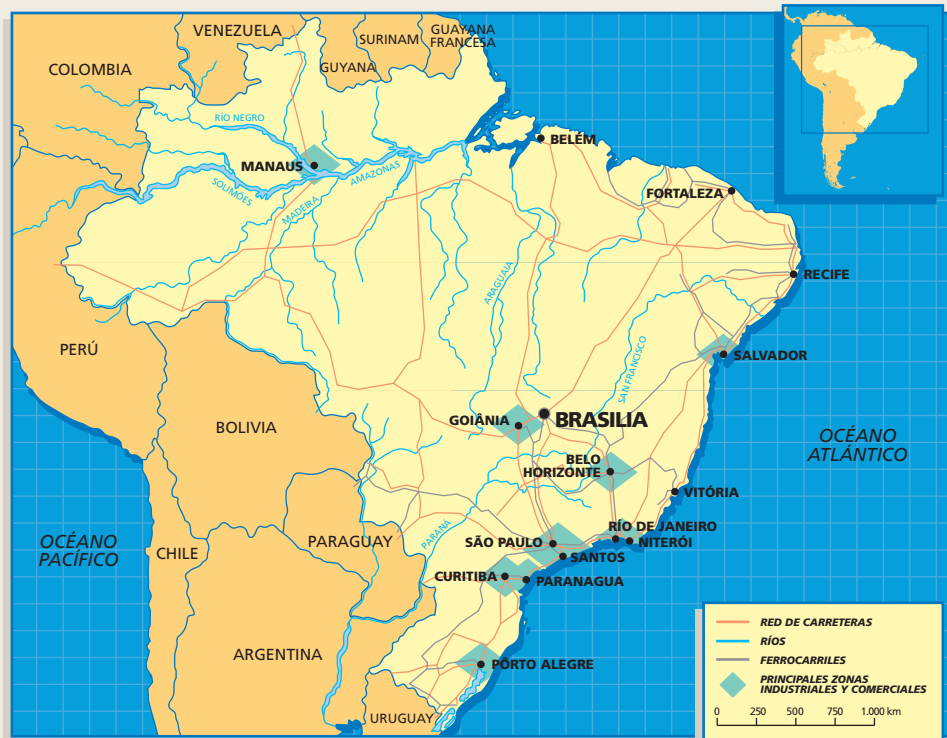 VENEZUELA
SURINAM
GUAYANA
FRANCESA
GUYANA
COLOMBIA
RÍO NEGRO
BELÉM
MANAUS
AMAZONAS
SOLIMÕES
MADEIRA
FORTALEZA
ARAGUAIA
RECIFE
PERÚ
SAN FRANCISCO
SALVADOR
GOIÂNIA
BRASILIA
BOLIVIA
OCÉANO
ATLÁNTICO
BELO
HORIZONTE
VITÓRIA
PARANÁ
RÍO DE JANEIRO
OCÉANO
PACÍFICO
CHILE
PARAGUAY
SÃO PAULO
NITERÓI
SANTOS
CURITIBA
PARANAGUA
ARGENTINA
PÔRTO ALEGRE
URUGUAY
RED DE CARRETERAS
RÍOS
FERROCARRILES
PRINCIPALES ZONAS
INDUSTRIALES Y COMERCIALES
0 250 500 750 1.000 km